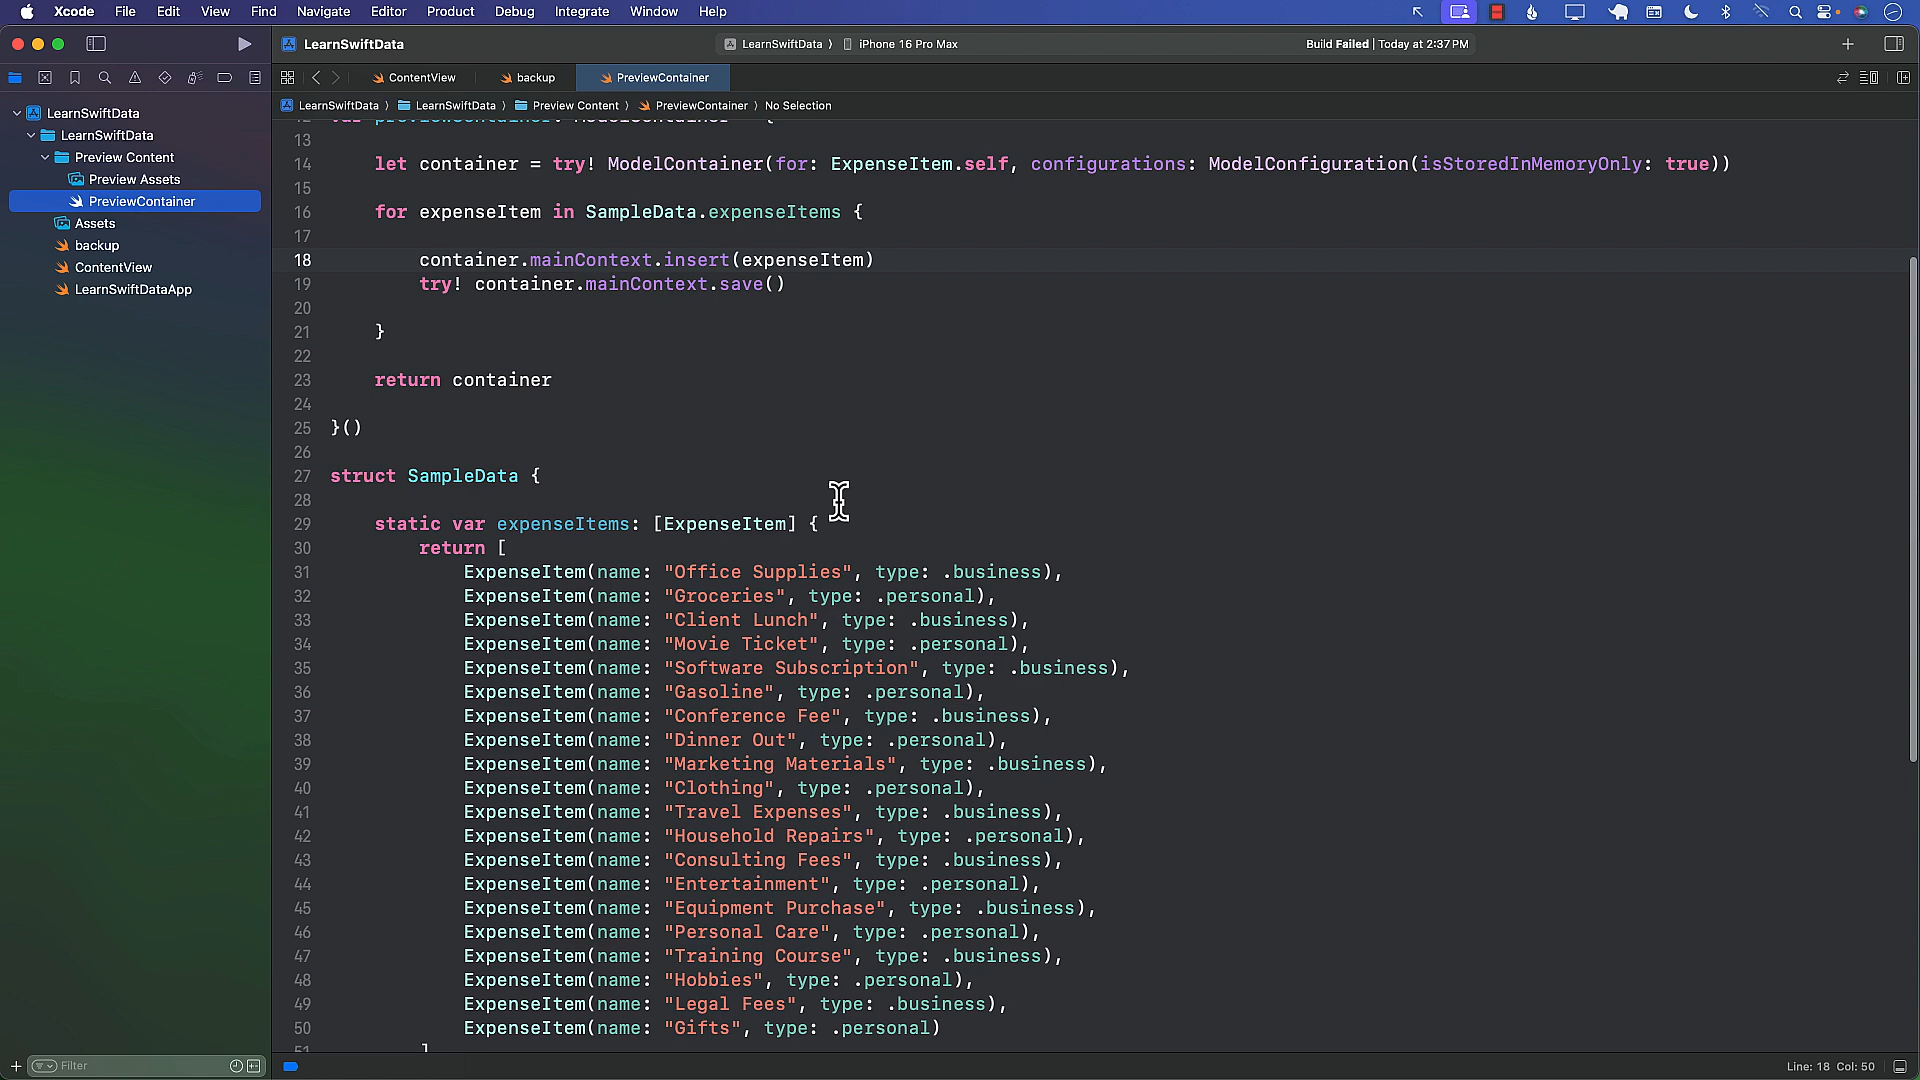 Xcode File Edit View Find Navigate Editor Product Debug Integrate Window Help
LearnSwiftData
LearnSwiftData 〉 iPhone 16 Pro Max
Build Failed | Today at 2:37 PM
ContentView
backup
PreviewContainer
LearnSwiftData 〉 LearnSwiftData 〉 Preview Content 〉 PreviewContainer 〉 No Selection
LearnSwiftData
LearnSwiftData
Preview Content
Preview Assets
PreviewContainer
Assets
backup
ContentView
LearnSwiftDataApp
13
14 let container = try! ModelContainer(for: ExpenseItem.self, configurations: ModelConfiguration(isStoredInMemoryOnly: true))
15
16 for expenseItem in SampleData.expenseItems {
17
18 container.mainContext.insert(expenseItem)
19 try! container.mainContext.save()
20
21 }
22
23 return container
24
25 }()
26
27 struct SampleData {
28
29 static var expenseItems: [ExpenseItem] {
30 return [
31 ExpenseItem(name: "Office Supplies", type: .business),
32 ExpenseItem(name: "Groceries", type: .personal),
33 ExpenseItem(name: "Client Lunch", type: .business),
34 ExpenseItem(name: "Movie Ticket", type: .personal),
35 ExpenseItem(name: "Software Subscription", type: .business),
36 ExpenseItem(name: "Gasoline", type: .personal),
37 ExpenseItem(name: "Conference Fee", type: .business),
38 ExpenseItem(name: "Dinner Out", type: .personal),
39 ExpenseItem(name: "Marketing Materials", type: .business),
40 ExpenseItem(name: "Clothing", type: .personal),
41 ExpenseItem(name: "Travel Expenses", type: .business),
42 ExpenseItem(name: "Household Repairs", type: .personal),
43 ExpenseItem(name: "Consulting Fees", type: .business),
44 ExpenseItem(name: "Entertainment", type: .personal),
45 ExpenseItem(name: "Equipment Purchase", type: .business),
46 ExpenseItem(name: "Personal Care", type: .personal),
47 ExpenseItem(name: "Training Course", type: .business),
48 ExpenseItem(name: "Hobbies", type: .personal),
49 ExpenseItem(name: "Legal Fees", type: .business),
50 ExpenseItem(name: "Gifts", type: .personal)
Filter
Line: 18 Col: 50